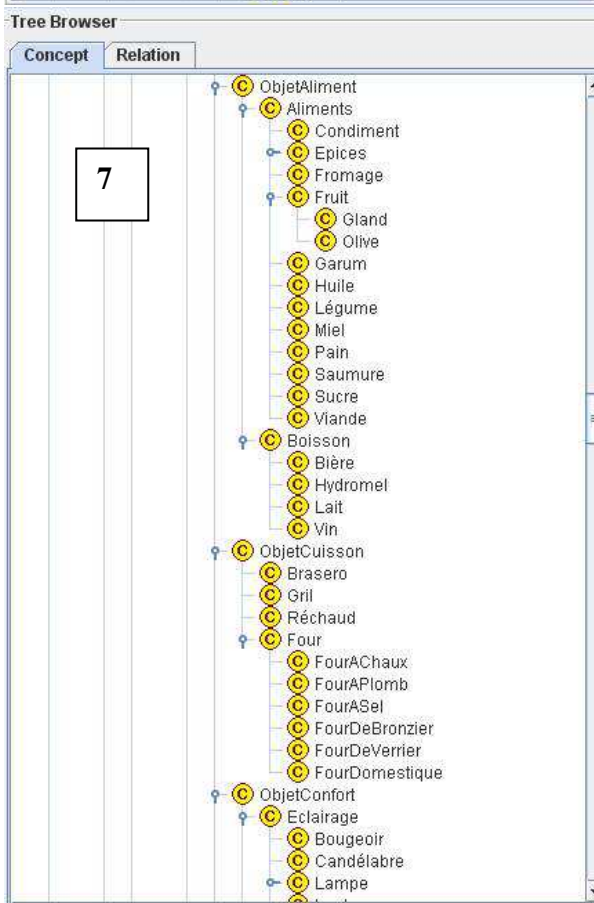 Tree Browser
Concept Relation
ObjetAliment
Aliments
Condiment
Epices
7
Fromage
Fruit
Gland
Olive
Garum
Huile
Légume
Miel
Pain
Saumure
Sucre
Viande
Boisson
Bière
Hydromel
Lait
Vin
ObjetCuisson
Brasero
Gril
Réchaud
Four
FourAChaux
FourAPlomb
FourASel
FourDeBronzier
FourDeVerrier
FourDomestique
ObjetConfort
Eclairage
Bougeoir
Candélabre
Lampe